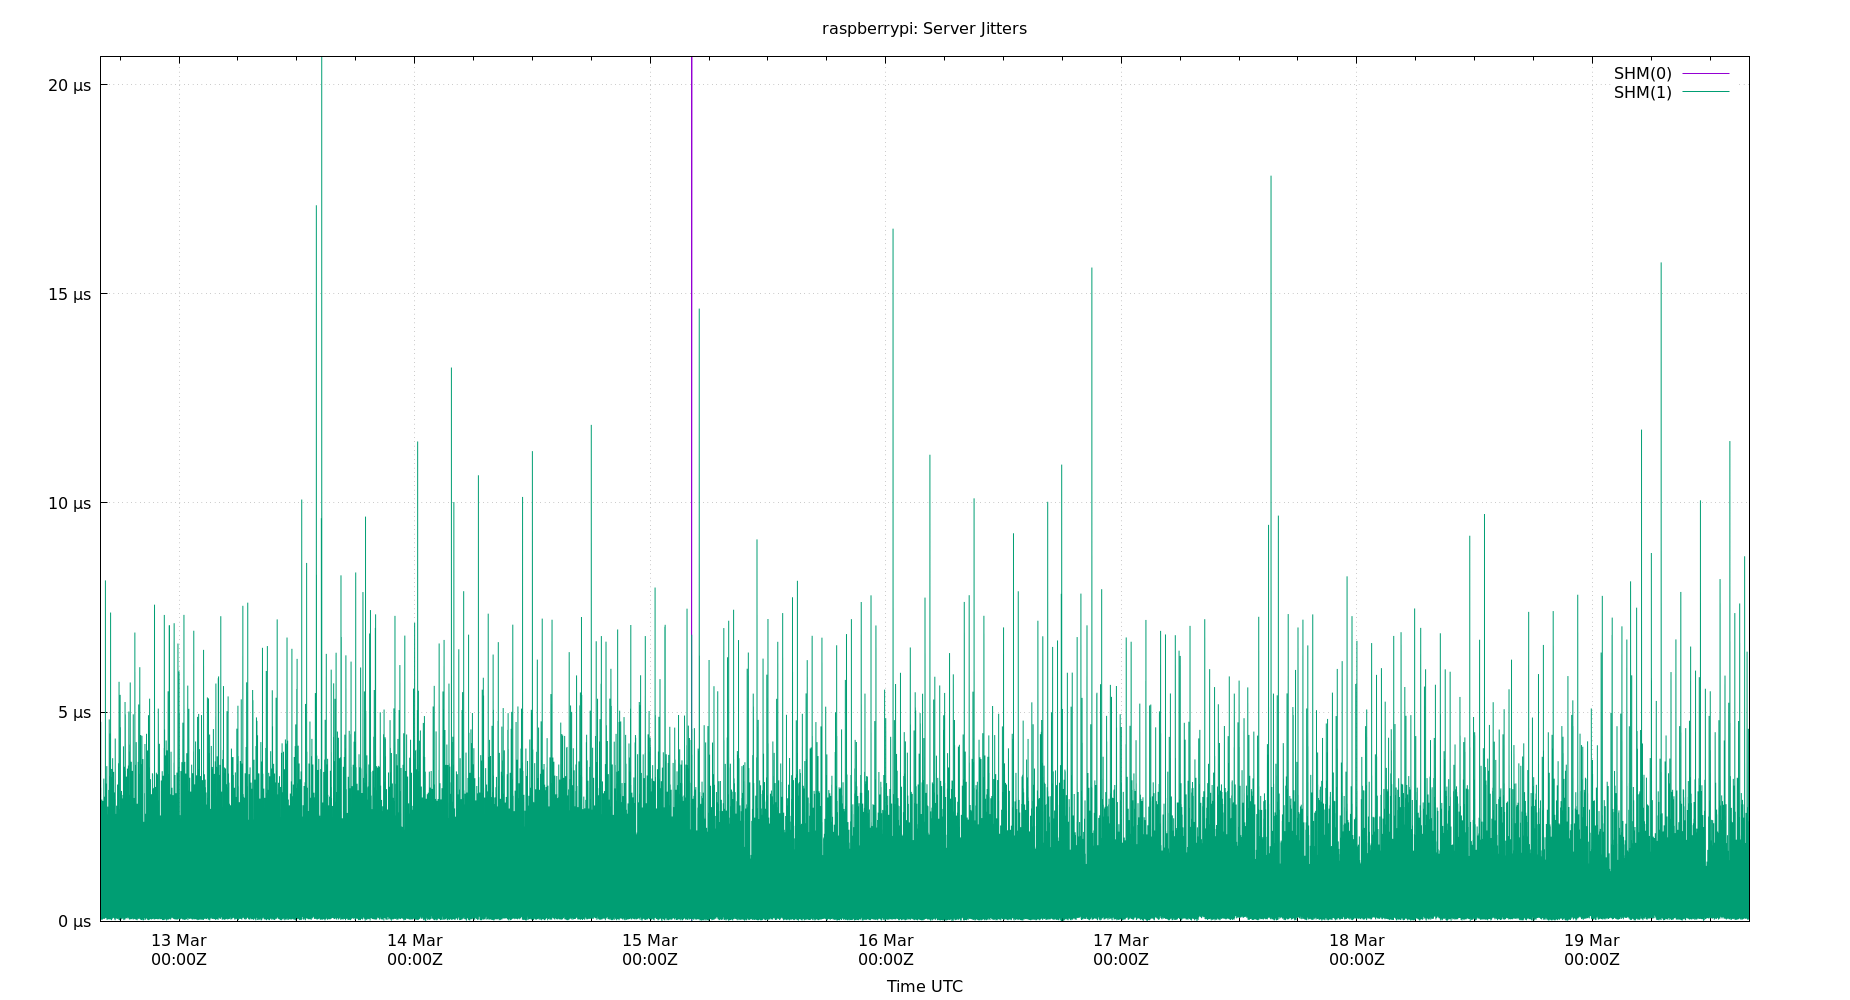 raspberrypi: Server Jitters
SHM(0)
SHM(1)
20 µs
15 µs
10 µs
5 µs
0 µs
13 Mar 14 Mar 15 Mar 16 Mar 17 Mar 18 Mar 19 Mar
00:00Z 00:00Z 00:00Z 00:00Z 00:00Z 00:00Z 00:00Z
Time UTC